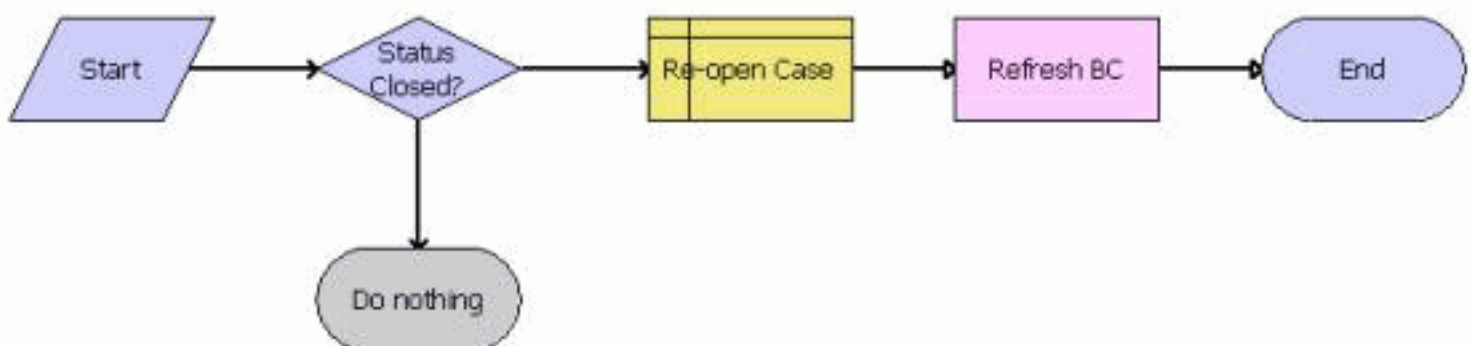 Start
Status
Closed?
Re-open Case
Refresh BC
End
Do nothing